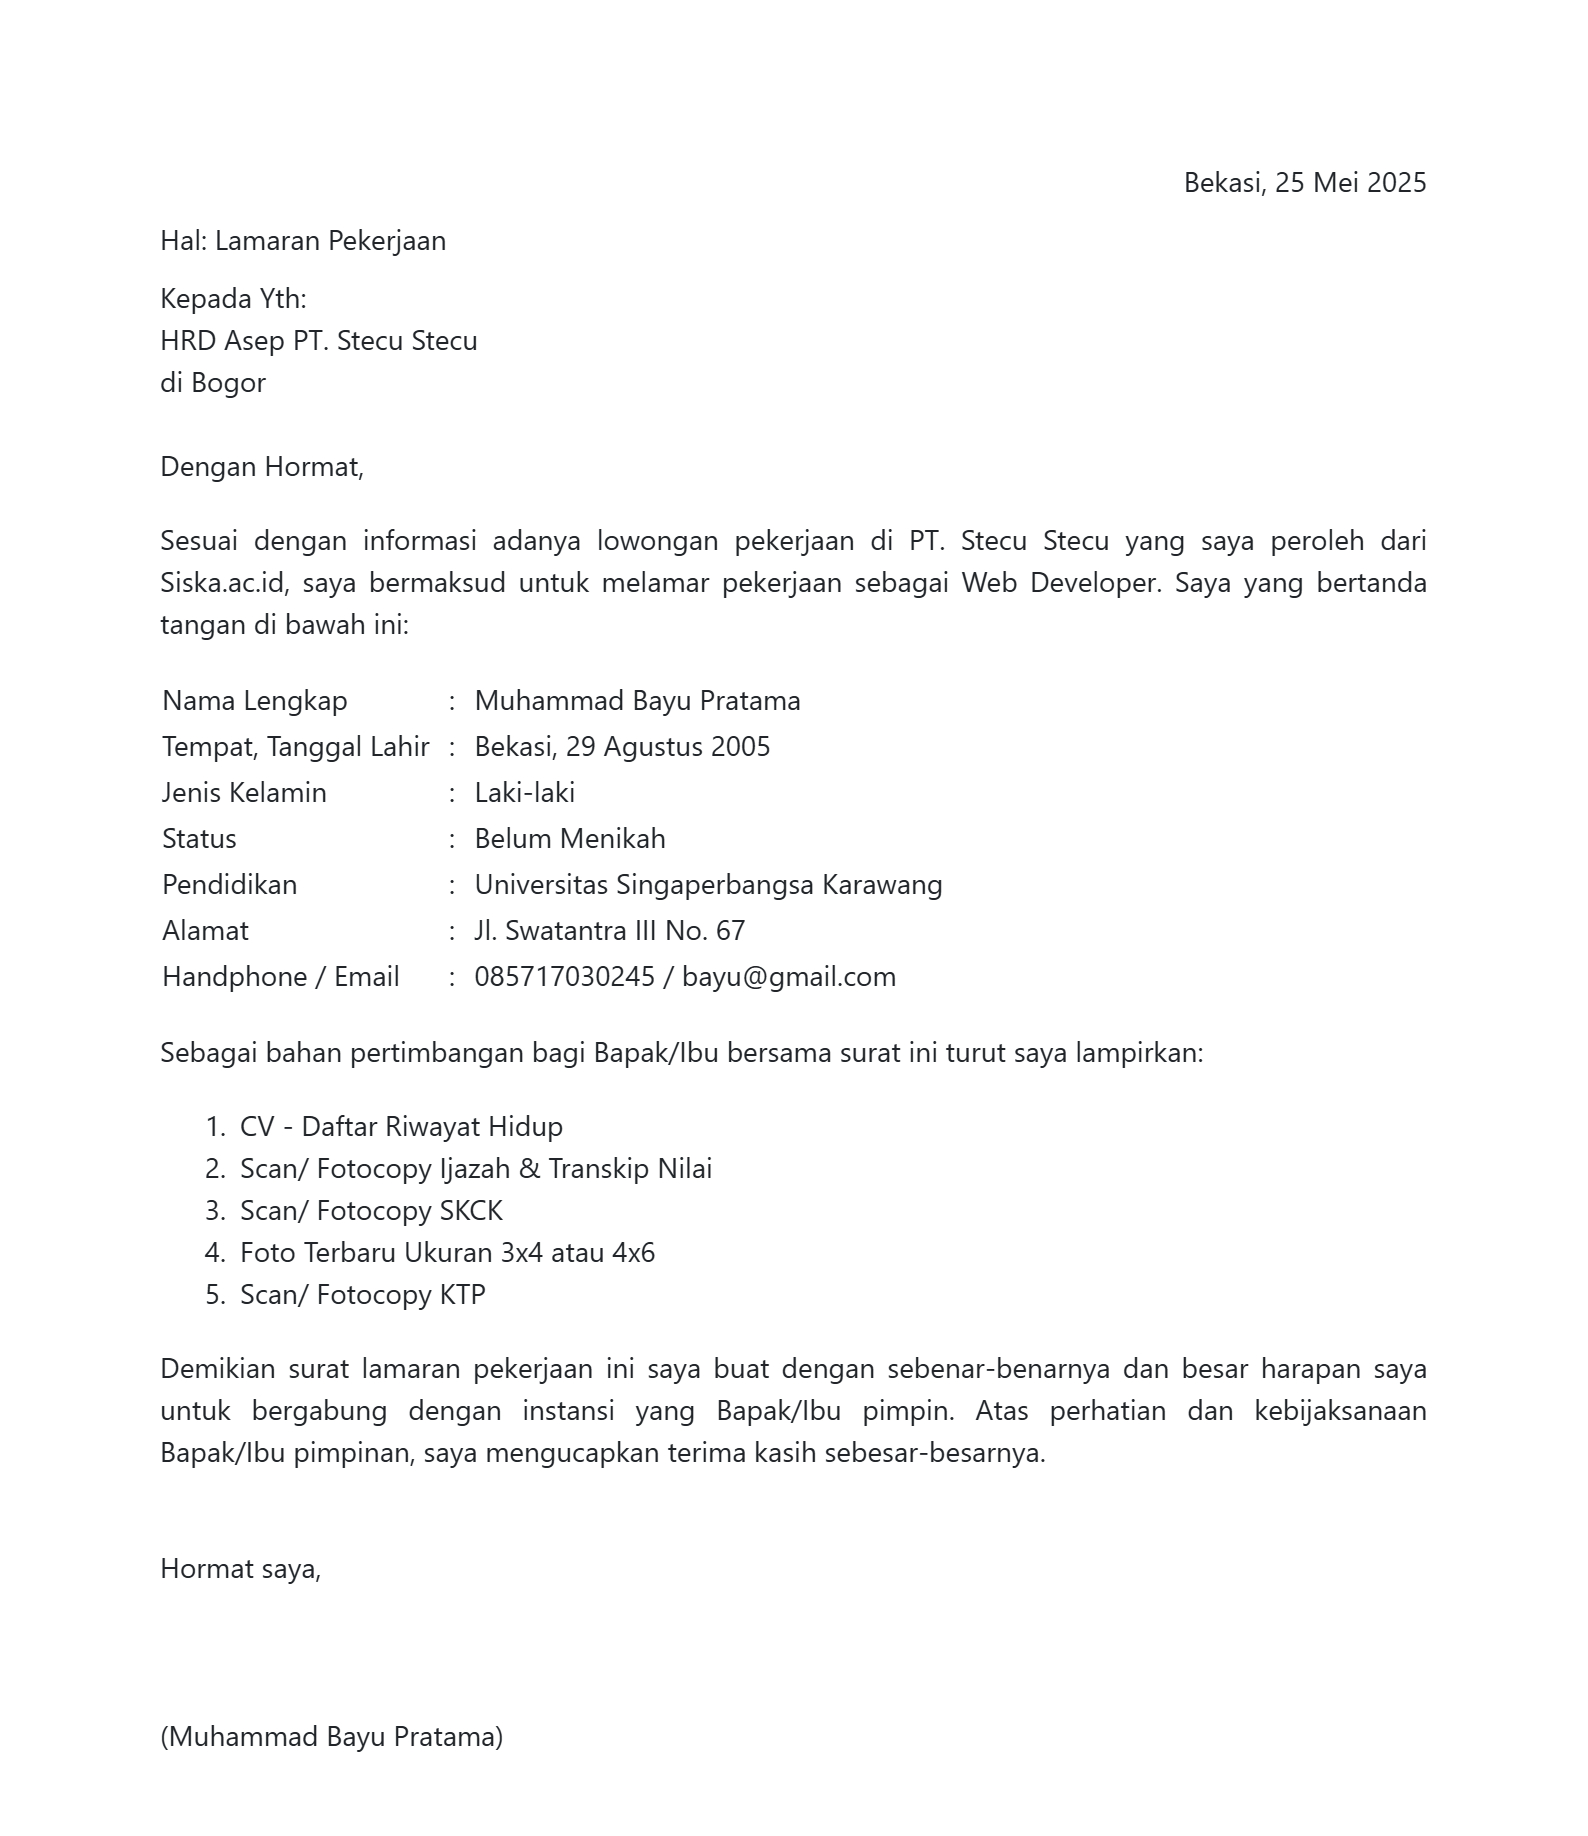 Bekasi, 25 Mei 2025
Hal: Lamaran Pekerjaan
Kepada Yth:
HRD Asep PT. Stecu Stecu
di Bogor
Dengan Hormat,
Sesuai dengan informasi adanya lowongan pekerjaan di PT. Stecu Stecu yang saya peroleh dari
Siska.ac.id, saya bermaksud untuk melamar pekerjaan sebagai Web Developer. Saya yang bertanda
tangan di bawah ini:
Nama Lengkap : Muhammad Bayu Pratama
Tempat, Tanggal Lahir : Bekasi, 29 Agustus 2005
Jenis Kelamin : Laki-laki
Status : Belum Menikah
Pendidikan : Universitas Singaperbangsa Karawang
Alamat : Jl. Swatantra III No. 67
Handphone / Email : 085717030245 / bayu@gmail.com
Sebagai bahan pertimbangan bagi Bapak/Ibu bersama surat ini turut saya lampirkan:
1. CV - Daftar Riwayat Hidup
2. Scan/ Fotocopy Ijazah & Transkip Nilai
3. Scan/ Fotocopy SKCK
4. Foto Terbaru Ukuran 3x4 atau 4x6
5. Scan/ Fotocopy KTP
Demikian surat lamaran pekerjaan ini saya buat dengan sebenar-benarnya dan besar harapan saya
untuk bergabung dengan instansi yang Bapak/Ibu pimpin. Atas perhatian dan kebijaksanaan
Bapak/Ibu pimpinan, saya mengucapkan terima kasih sebesar-besarnya.
Hormat saya,
(Muhammad Bayu Pratama)